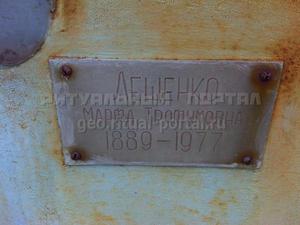 ЛЕЩЕНКО
МАРФА ТРОФИМОВНА
1889-1977
РИТУАЛЬНЫЙ ПОРТАЛ
geo.ritual-portal.ru